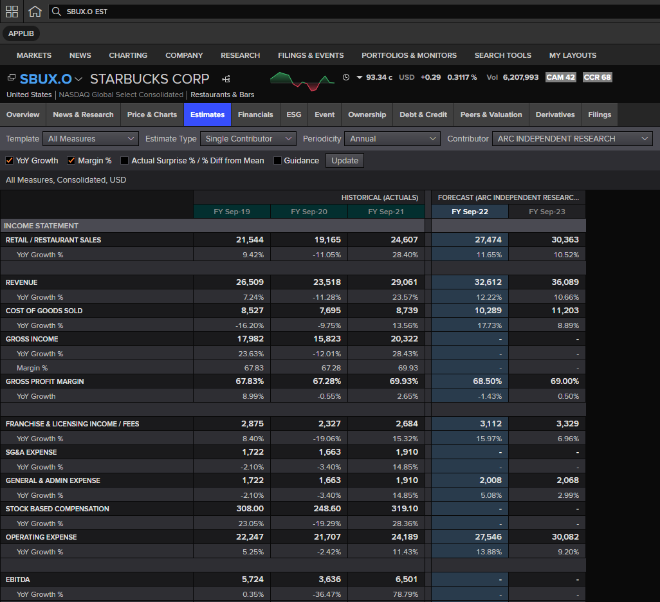 SBUX.O EST
APPLIB
MARKETS NEWS CHARTING COMPANY RESEARCH FILINGS & EVENTS PORTFOLIOS & MONITORS SEARCH TOOLS MY LAYOUTS
SBUX.O STARBUCKS CORP 93.34 c USD +0.29 0.3117 % Vol 6,207,993 CAM 42 CCR 68
United States | NASDAQ Global Select Consolidated | Restaurants & Bars
Overview News & Research Price & Charts Estimates Financials ESG Event Ownership Debt & Credit Peers & Valuation Derivatives Filings
Template All Measures Estimate Type Single Contributor Periodicity Annual Contributor ARC INDEPENDENT RESEARCH
YoY Growth Margin % Actual Surprise % / % Diff from Mean Guidance Update
All Measures, Consolidated, USD
HISTORICAL (ACTUALS) FORECAST (ARC INDEPENDENT RESEARC...
FY Sep-19 FY Sep-20 FY Sep-21 FY Sep-22 FY Sep-23
INCOME STATEMENT
RETAIL / RESTAURANT SALES 21,544 19,165 24,607 27,474 30,363
YoY Growth % 9.42% -11.05% 28.40% 11.65% 10.52%
REVENUE 26,509 23,518 29,061 32,612 36,089
YoY Growth % 7.24% -11.28% 23.57% 12.22% 10.66%
COST OF GOODS SOLD 8,527 7,695 8,739 10,289 11,203
YoY Growth % -16.20% -9.75% 13.56% 17.73% 8.89%
GROSS INCOME 17,982 15,823 20,322 - -
YoY Growth % 23.63% -12.01% 28.43% - -
Margin % 67.83 67.28 69.93 - -
GROSS PROFIT MARGIN 67.83% 67.28% 69.93% 68.50% 69.00%
YoY Growth 8.99% -0.55% 2.65% -1.43% 0.50%
FRANCHISE & LICENSING INCOME / FEES 2,875 2,327 2,684 3,112 3,329
YoY Growth % 8.40% -19.06% 15.32% 15.97% 6.96%
SG&A EXPENSE 1,722 1,663 1,910 - -
YoY Growth % -2.10% -3.40% 14.85% - -
GENERAL & ADMIN EXPENSE 1,722 1,663 1,910 2,008 2,068
YoY Growth % -2.10% -3.40% 14.85% 5.08% 2.99%
STOCK BASED COMPENSATION 308.00 248.60 319.10 - -
YoY Growth % 23.05% -19.29% 28.36% - -
OPERATING EXPENSE 22,247 21,707 24,189 27,546 30,082
YoY Growth % 5.25% -2.42% 11.43% 13.88% 9.20%
EBITDA 5,724 3,636 6,501 - -
YoY Growth % 0.35% -36.47% 78.79% - -